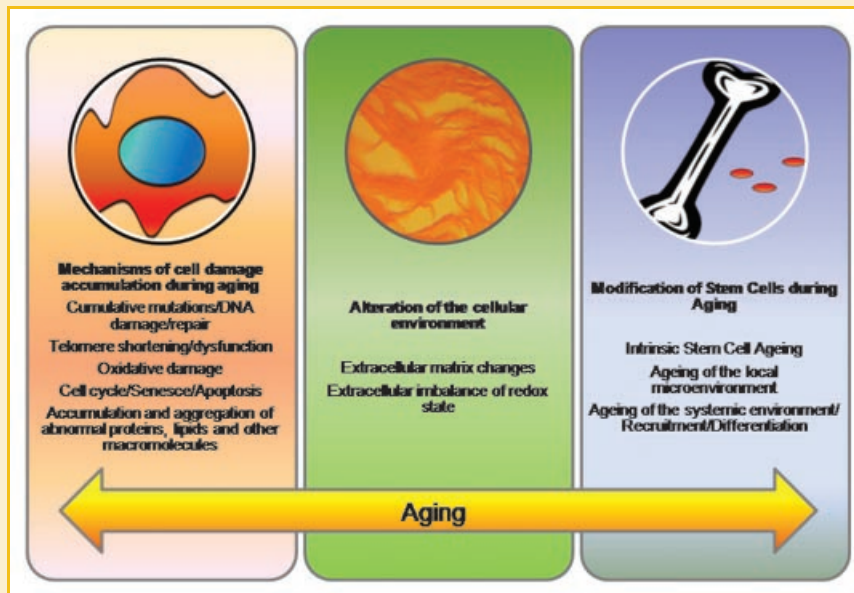 Mechanisms of cell damage
accumulation during aging
Cumulative mutations/DNA
damage/repair
Telomere shortening/dysfunction
Oxidative damage
Cell cycle/Senesce/Apoptosis
Accumulation and aggregation of
abnormal proteins, lipids and other
macromolecules
Alteration of the cellular
environment
Extracellular matrix changes
Extracellular imbalance of redox
state
Modification of Stem Cells during
Aging
Intrinsic Stem Cell Ageing
Ageing of the local
microenvironment
Ageing of the systemic environment/
Recruitment/Differentiation
Aging